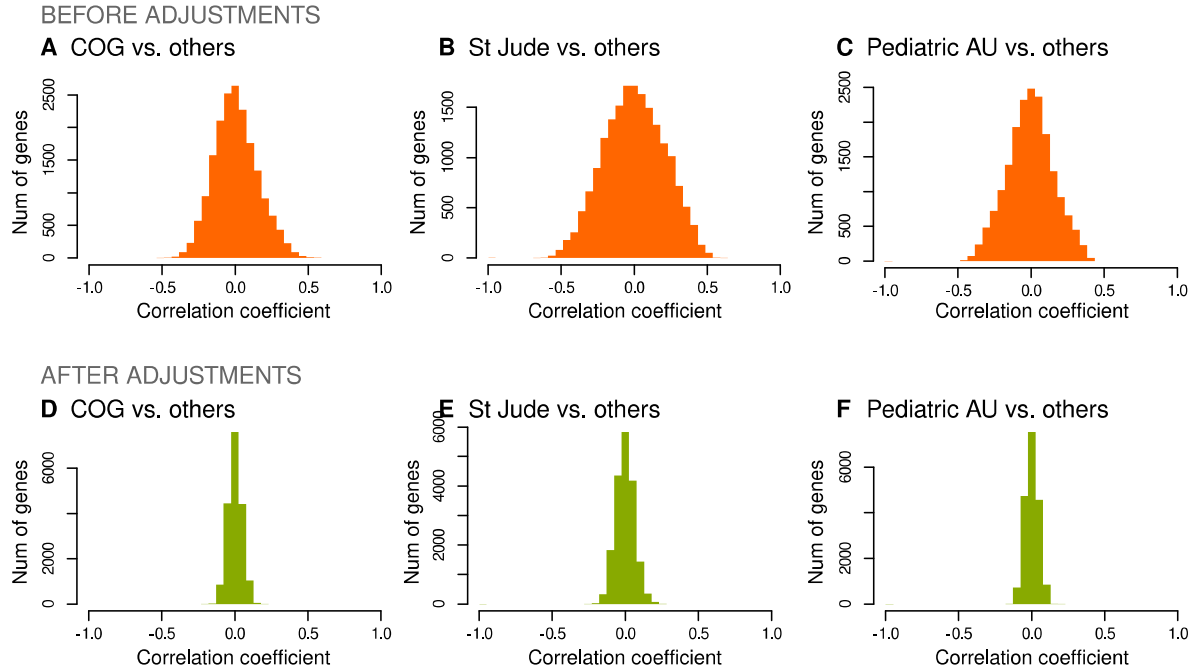 BEFORE ADJUSTMENTS
A COG vs. others
B St Jude vs. others
C Pediatric AU vs. others
Num of genes
2500
1500
500
0
-1.0 -0.5 0.0 0.5 1.0
Correlation coefficient
Num of genes
1500
1000
500
0
-1.0 -0.5 0.0 0.5 1.0
Correlation coefficient
Num of genes
2500
1500
500
0
-1.0 -0.5 0.0 0.5 1.0
Correlation coefficient
AFTER ADJUSTMENTS
D COG vs. others
E St Jude vs. others
F Pediatric AU vs. others
Num of genes
6000
2000
0
-1.0 -0.5 0.0 0.5 1.0
Correlation coefficient
Num of genes
6000
4000
2000
0
-1.0 -0.5 0.0 0.5 1.0
Correlation coefficient
Num of genes
6000
2000
0
-1.0 -0.5 0.0 0.5 1.0
Correlation coefficient